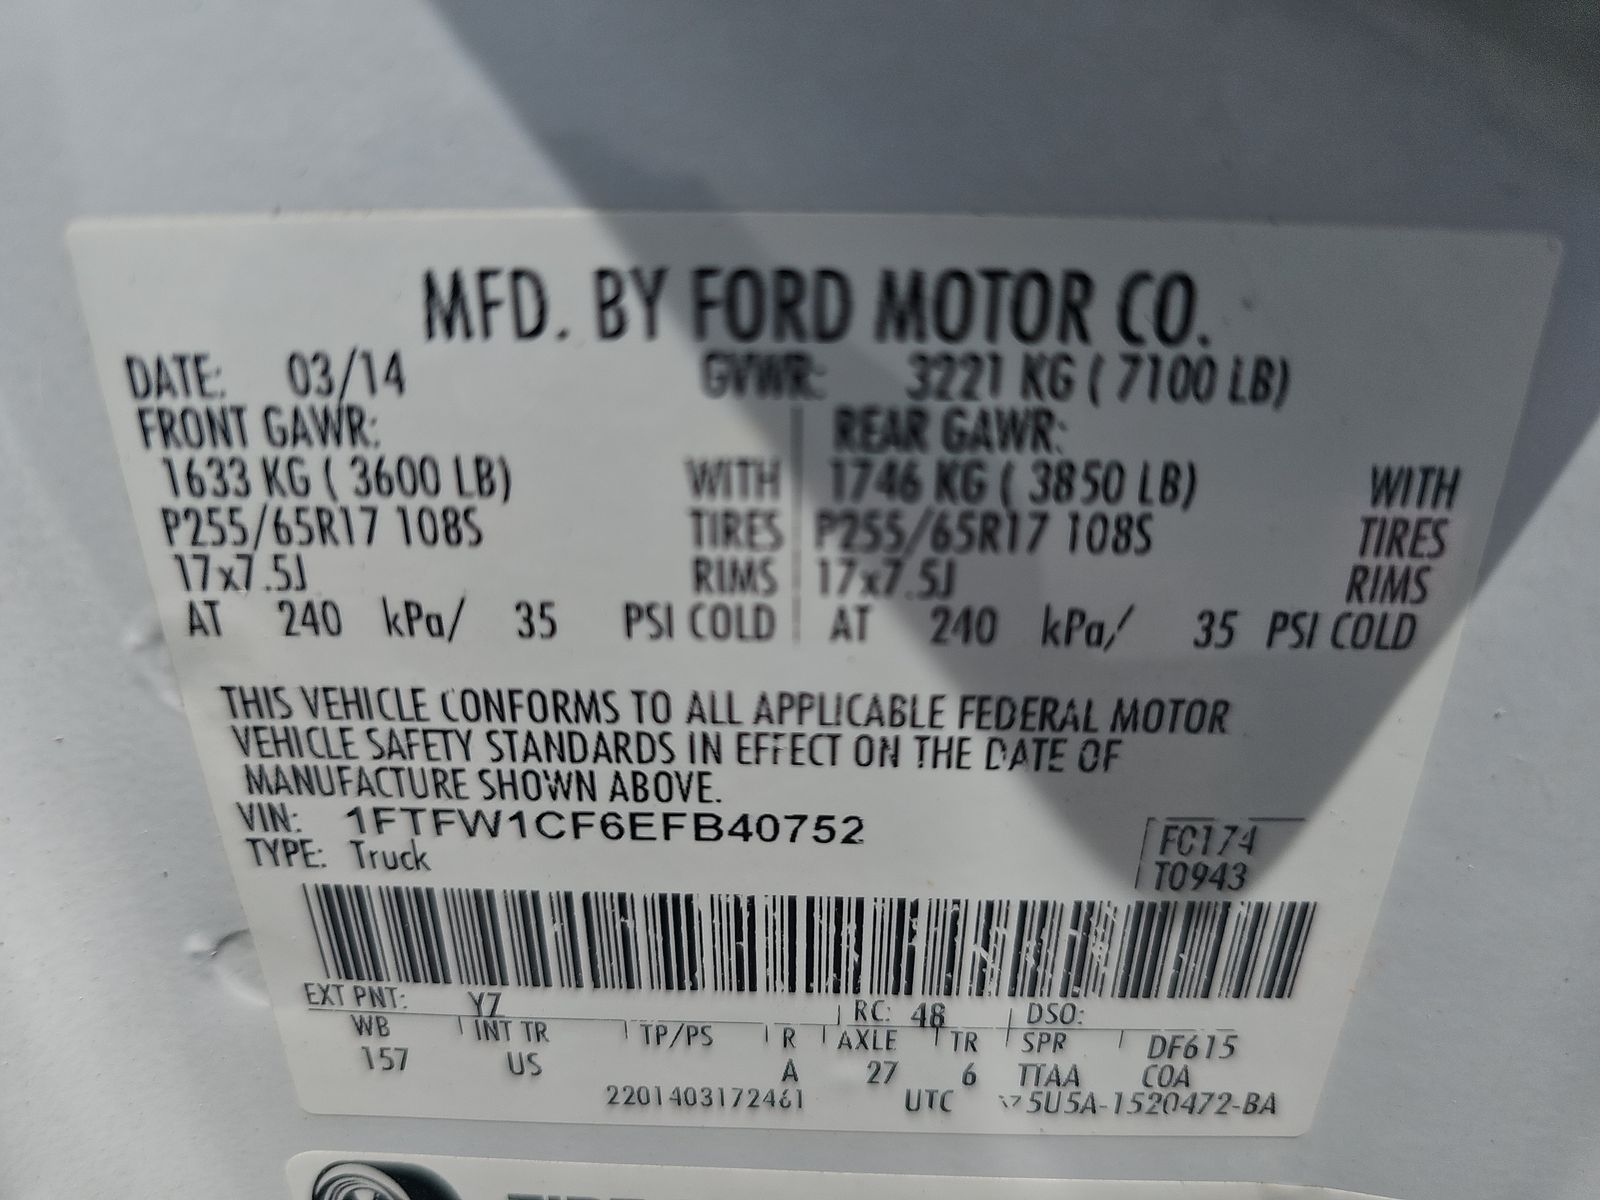 MFD. BY FORD MOTOR CO.
DATE: 03/14 GVWR: 3221 KG ( 7100 LB)
FRONT GAWR: REAR GAWR:
1633 KG ( 3600 LB) WITH 1746 KG ( 3850 LB) WITH
P255/65R17 108S TIRES P255/65R17 108S TIRES
17x7.5J RIMS 17x7.5J RIMS
AT 240 kPa/ 35 PSI COLD AT 240 kPa/ 35 PSI COLD
THIS VEHICLE CONFORMS TO ALL APPLICABLE FEDERAL MOTOR
VEHICLE SAFETY STANDARDS IN EFFECT ON THE DATE OF
MANUFACTURE SHOWN ABOVE.
VIN: 1FTFW1CF6EFB40752
TYPE: Truck
FC174
T0943
EXT PNT: YZ RC: 48 DSO:
WB INT TR TP/PS R AXLE TR SPR DF615
157 US A 27 6 TTAA COA
2201403172461 UTC 5U5A-1520472-BA